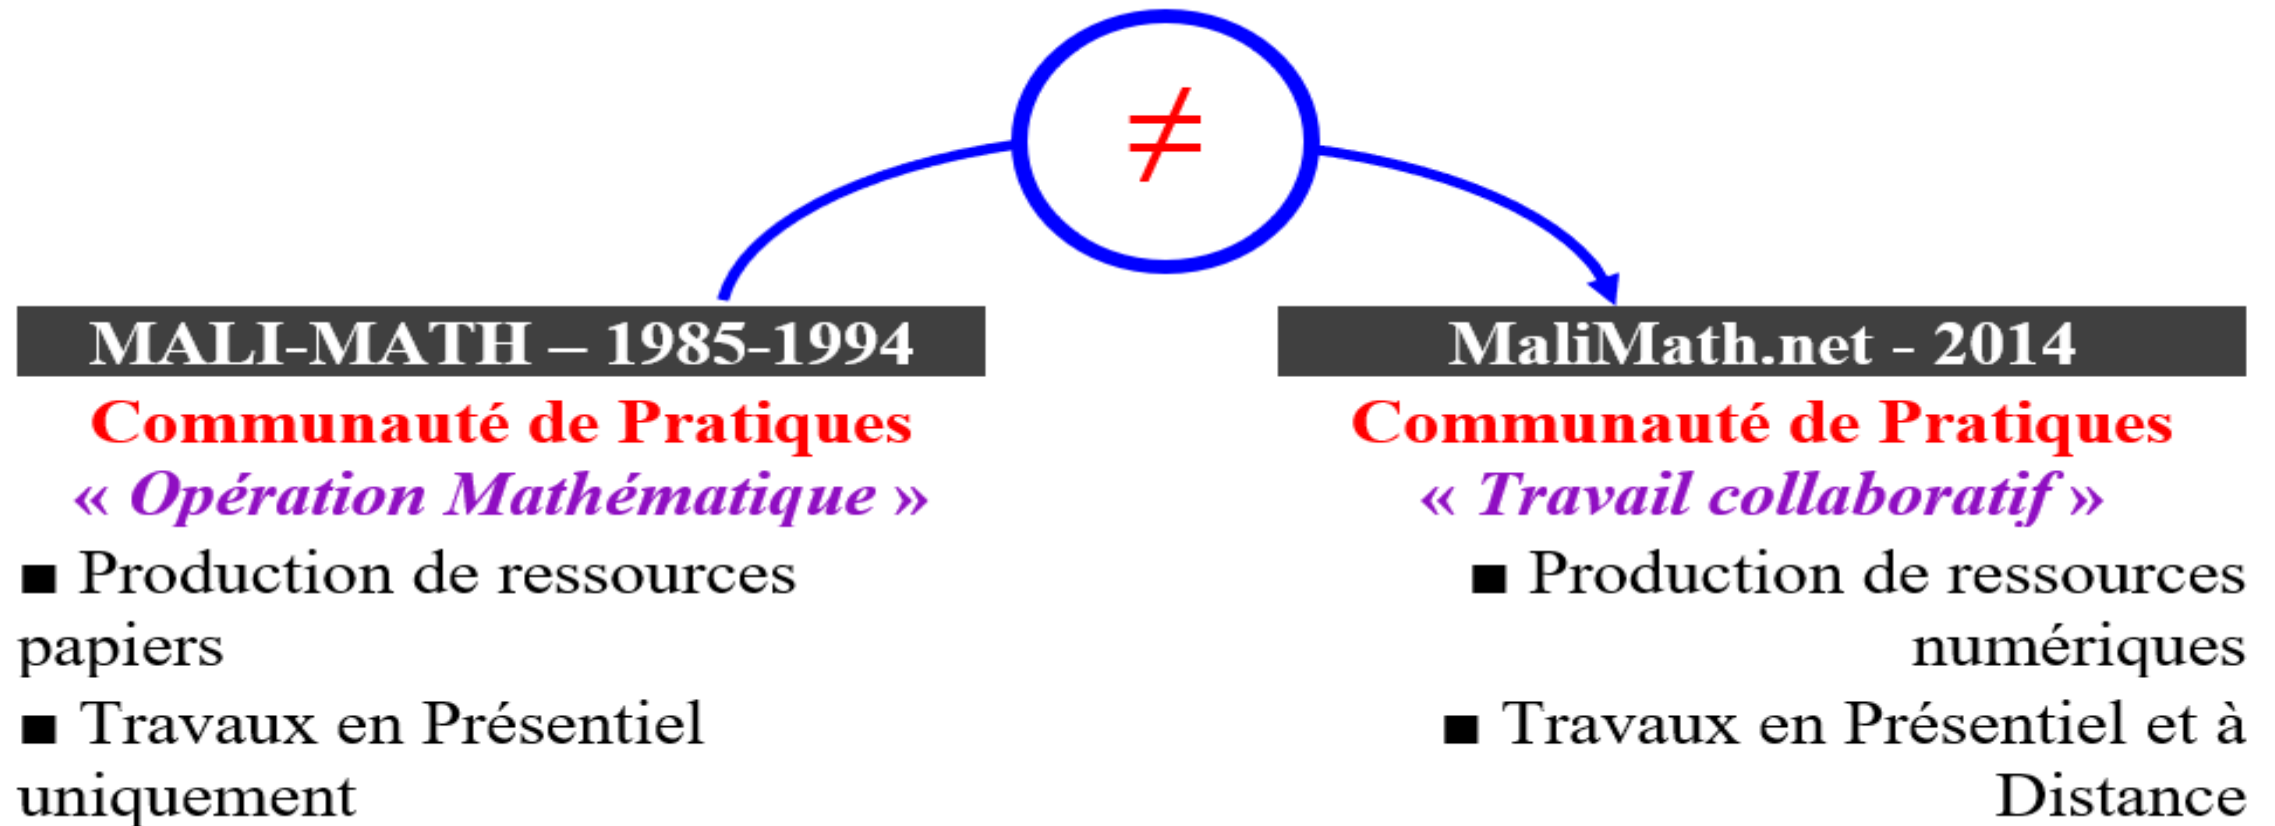 ≠
MALI-MATH – 1985-1994
Communauté de Pratiques
« Opération Mathématique »
■ Production de ressources
papiers
■ Travaux en Présentiel
uniquement
MaliMath.net - 2014
Communauté de Pratiques
« Travail collaboratif »
■ Production de ressources
numériques
■ Travaux en Présentiel et à
Distance